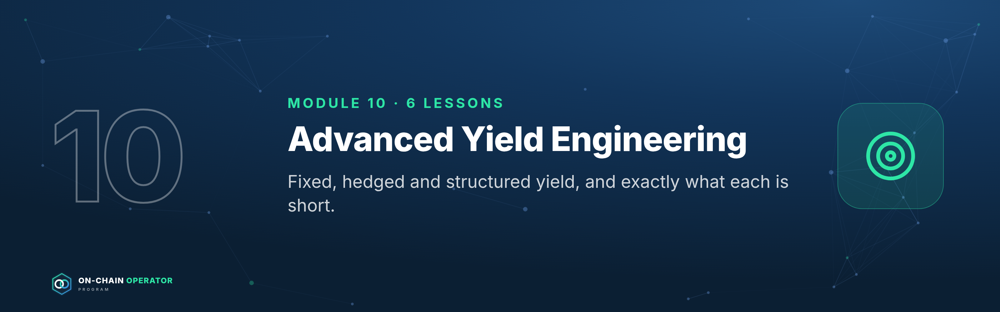 10
MODULE 10 · 6 LESSONS
Advanced Yield Engineering
Fixed, hedged and structured yield, and exactly what each is
short.
ON-CHAIN OPERATOR
PROGRAM